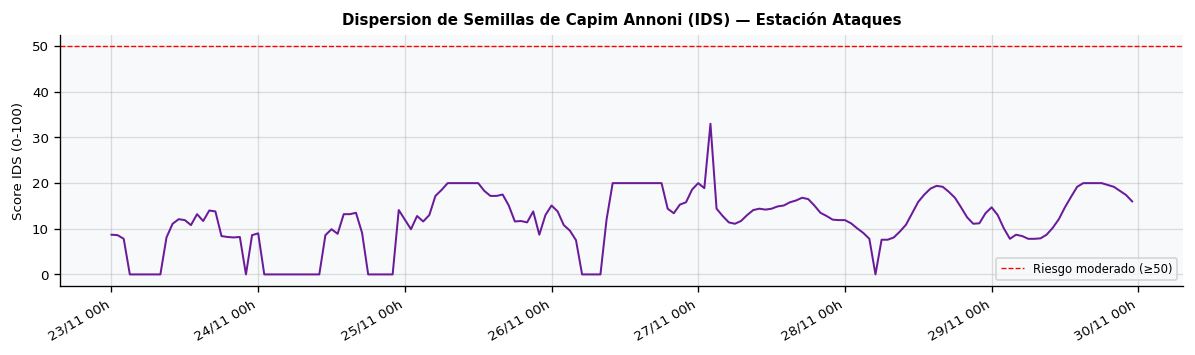 Dispersion de Semillas de Capim Annoni (IDS) — Estación Ataques
Score IDS (0-100)
50
40
30
20
10
0
Riesgo moderado (≥50)
23/11 00h
24/11 00h
25/11 00h
26/11 00h
27/11 00h
28/11 00h
29/11 00h
30/11 00h